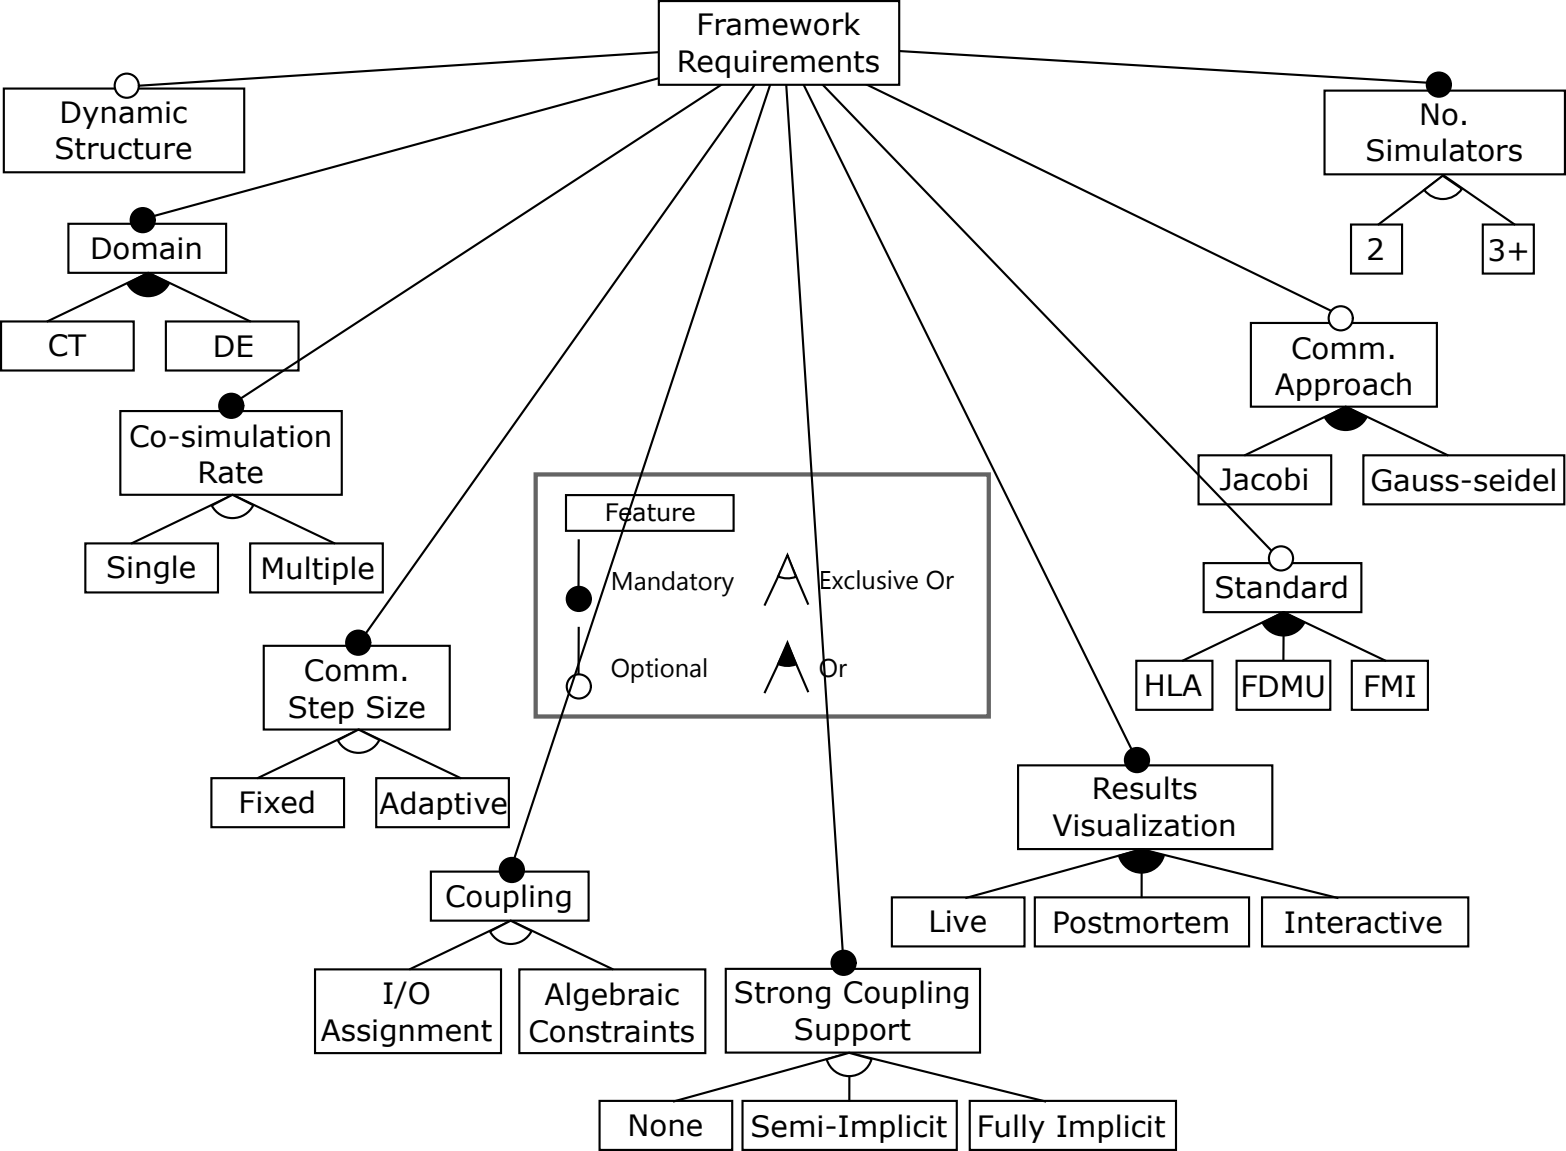 Framework
Requirements
Dynamic
Structure
No.
Simulators
2
3+
Domain
CT
DE
Comm.
Approach
Jacobi
Gauss-seidel
Co-simulation
Rate
Single
Multiple
Feature
Mandatory
Exclusive Or
Optional
Or
Standard
HLA
FDMU
FMI
Comm.
Step Size
Fixed
Adaptive
Results
Visualization
Live
Postmortem
Interactive
Coupling
I/O
Assignment
Algebraic
Constraints
Strong Coupling
Support
None
Semi-Implicit
Fully Implicit